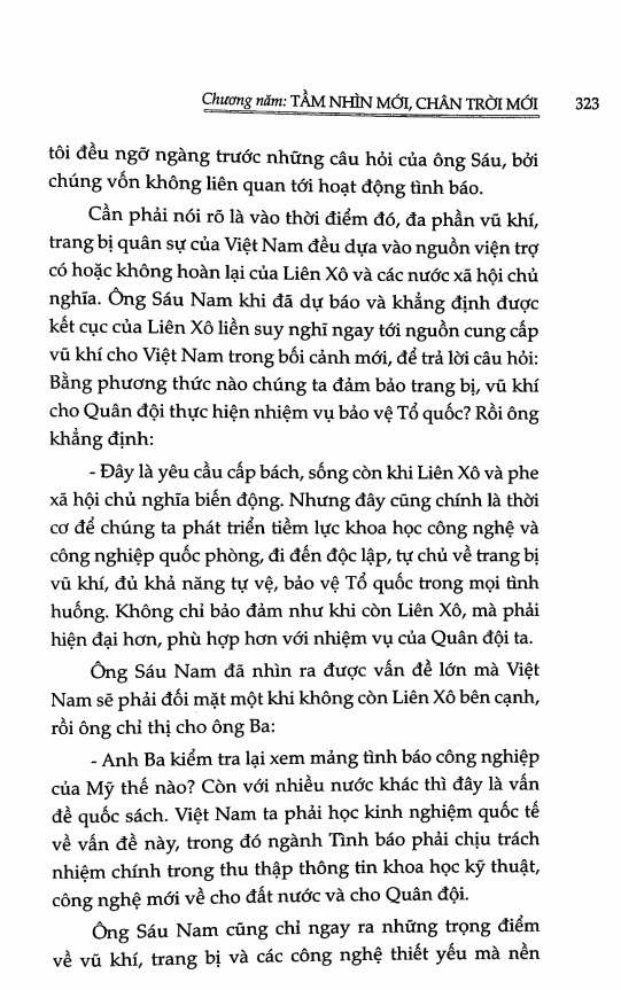 Chương năm: TẦM NHÌN MỚI, CHÂN TRỜI MỚI 323
tôi đều ngỡ ngàng trước những câu hỏi của ông Sáu, bởi
chúng vốn không liên quan tới hoạt động tình báo.
Cần phải nói rõ là vào thời điểm đó, đa phần vũ khí,
trang bị quân sự của Việt Nam đều dựa vào nguồn viện trợ
có hoặc không hoàn lại của Liên Xô và các nước xã hội chủ
nghĩa. Ông Sáu Nam khi đã dự báo và khẳng định được
kết cục của Liên Xô liền suy nghĩ ngay tới nguồn cung cấp
vũ khí cho Việt Nam trong bối cảnh mới, để trả lời câu hỏi:
Bằng phương thức nào chúng ta đảm bảo trang bị, vũ khí
cho Quân đội thực hiện nhiệm vụ bảo vệ Tổ quốc? Rồi ông
khẳng định:
- Đây là yêu cầu cấp bách, sống còn khi Liên Xô và phe
xã hội chủ nghĩa biến động. Nhưng đây cũng chính là thời
cơ để chúng ta phát triển tiềm lực khoa học công nghệ và
công nghiệp quốc phòng, đi đến độc lập, tự chủ về trang bị
vũ khí, đủ khả năng tự vệ, bảo vệ Tổ quốc trong mọi tình
huống. Không chỉ bảo đảm như khi còn Liên Xô, mà phải
hiện đại hơn, phù hợp hơn với nhiệm vụ của Quân đội ta.
Ông Sáu Nam đã nhìn ra được vấn đề lớn mà Việt
Nam sẽ phải đối mặt một khi không còn Liên Xô bên cạnh,
rồi ông chỉ thị cho ông Ba:
- Anh Ba kiểm tra lại xem mảng tình báo công nghiệp
của Mỹ thế nào? Còn với nhiều nước khác thì đây là vấn
đề quốc sách. Việt Nam ta phải học kinh nghiệm quốc tế
về vấn đề này, trong đó ngành Tình báo phải chịu trách
nhiệm chính trong thu thập thông tin khoa học kỹ thuật,
công nghệ mới về cho đất nước và cho Quân đội.
Ông Sáu Nam cũng chỉ ngay ra những trọng điểm
về vũ khí, trang bị và các công nghệ thiết yếu mà nền